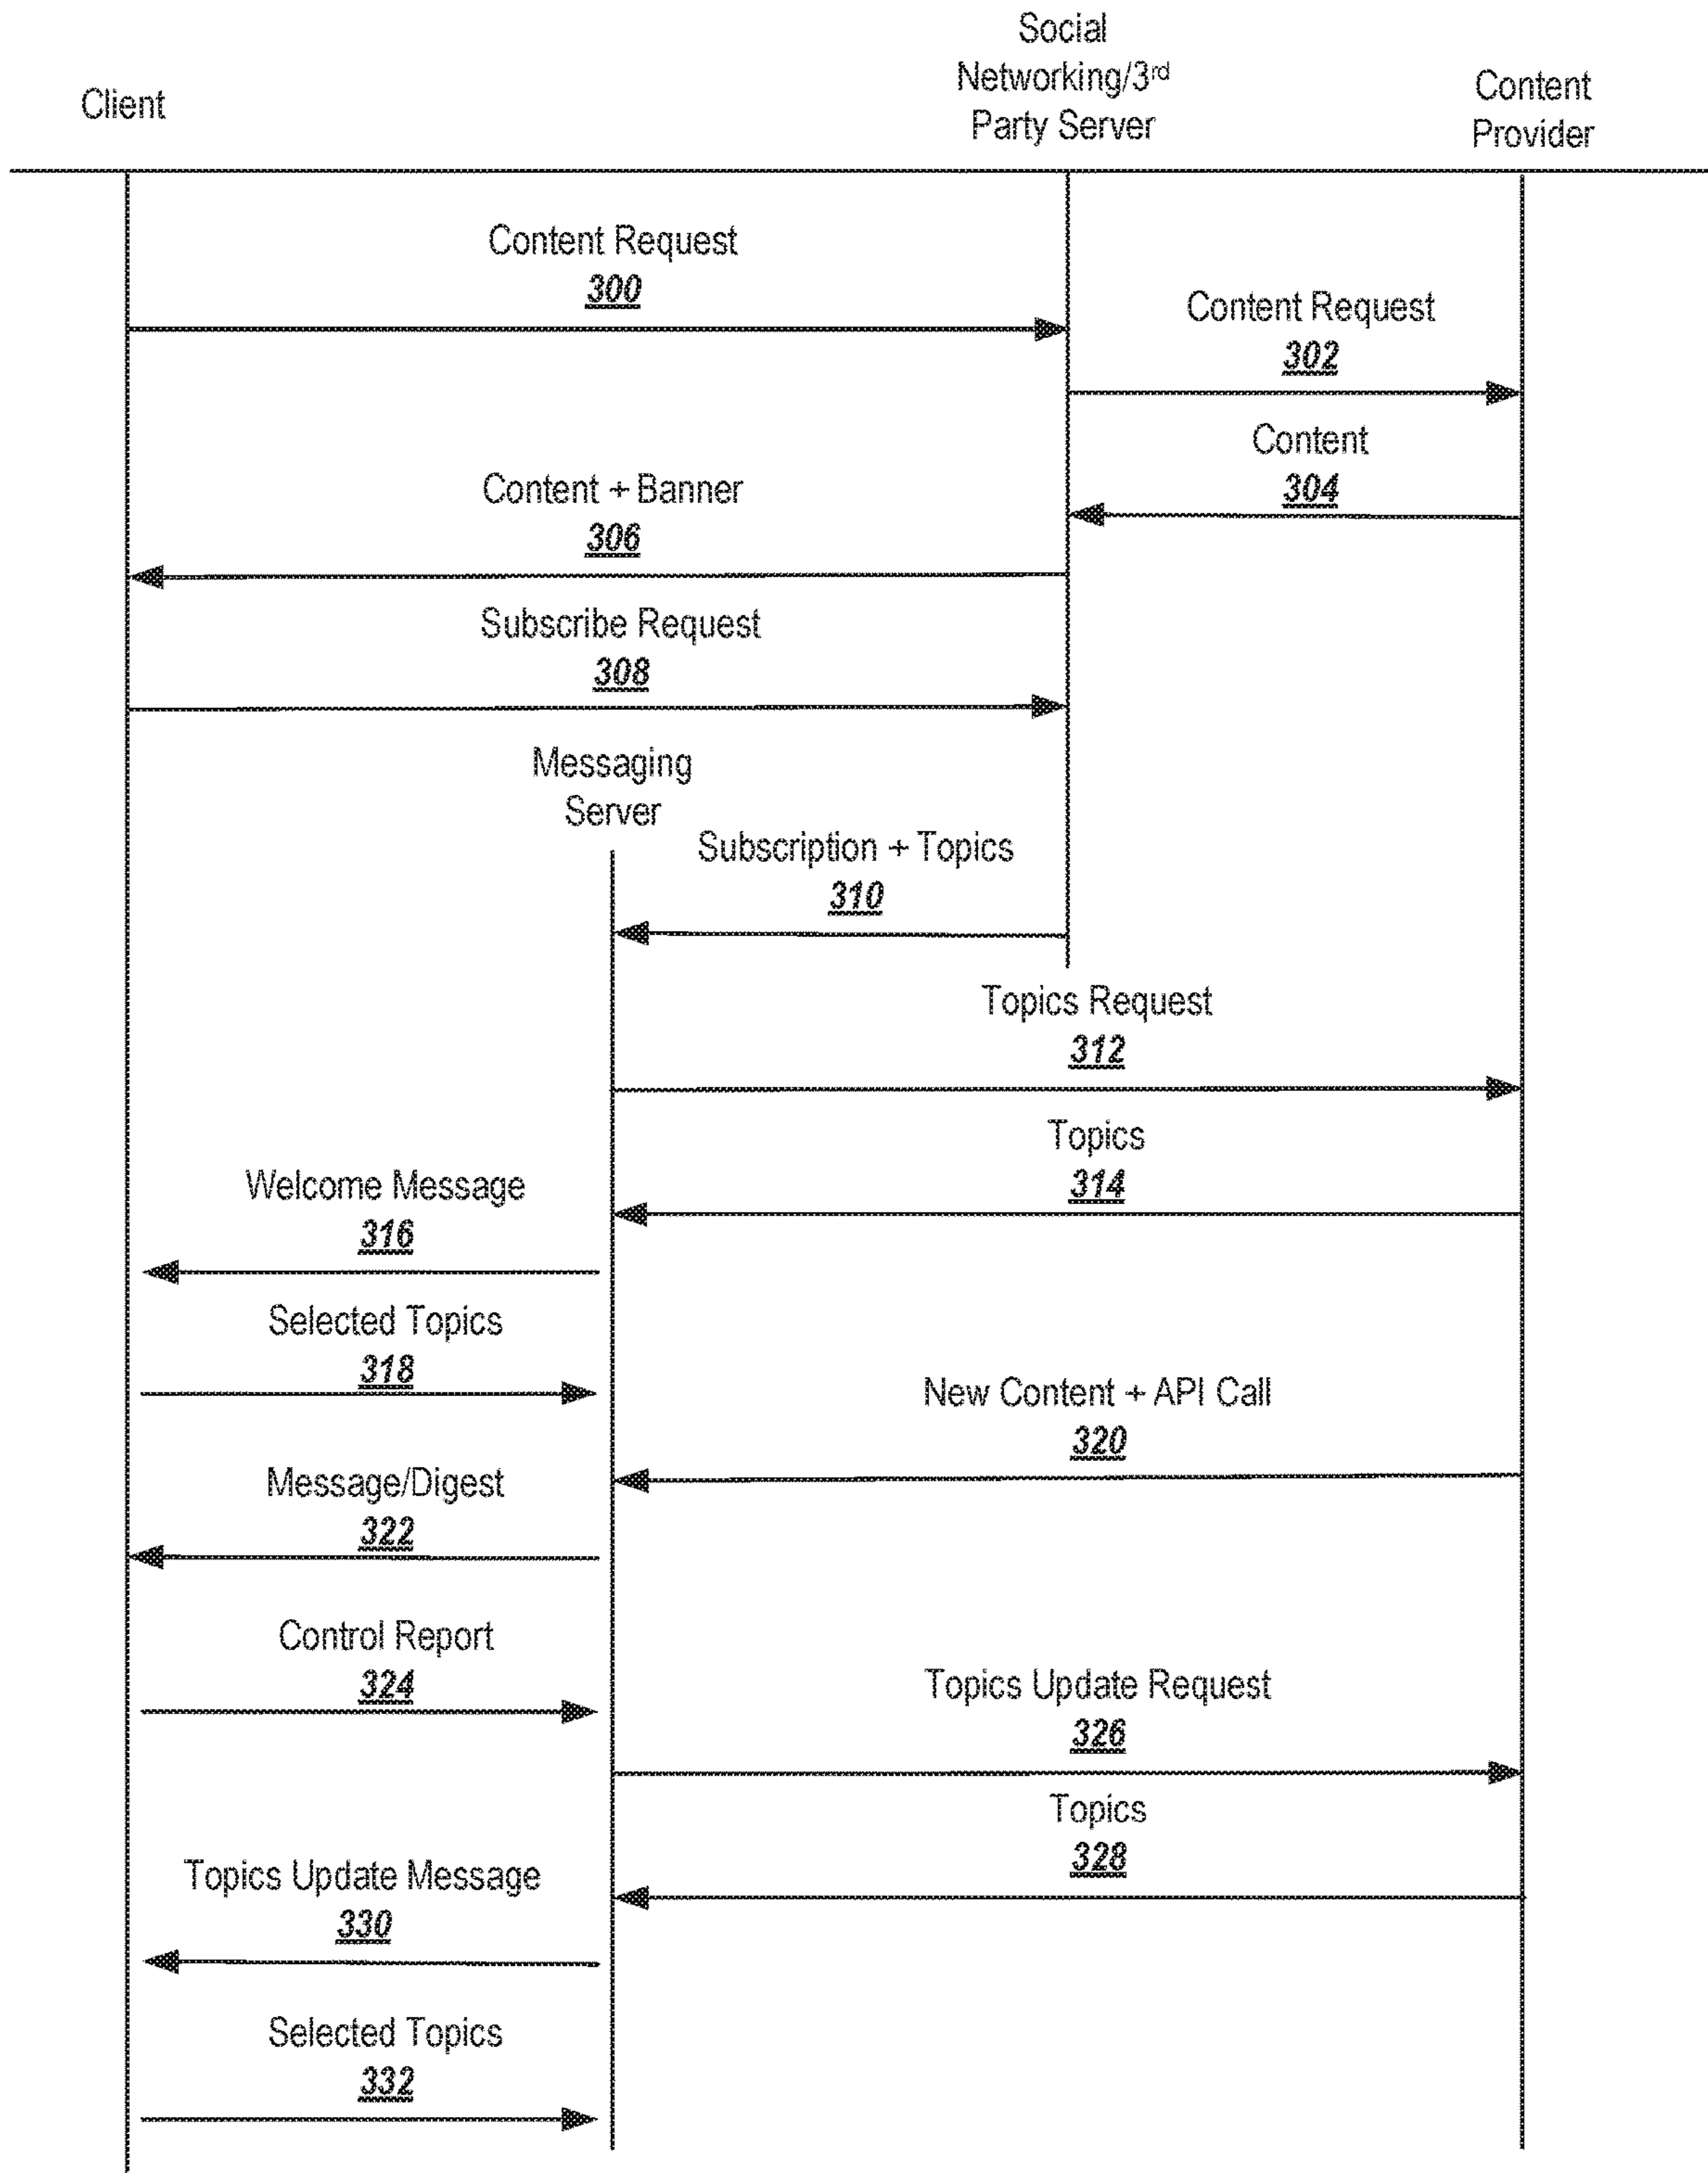 Client
Social
Networking/3rd
Party Server
Content
Provider
Content Request
300
Content Request
302
Content
304
Content + Banner
306
Subscribe Request
308
Messaging
Server
Subscription + Topics
310
Topics Request
312
Topics
314
Welcome Message
316
Selected Topics
318
New Content + API Call
320
Message/Digest
322
Control Report
324
Topics Update Request
326
Topics
328
Topics Update Message
330
Selected Topics
332